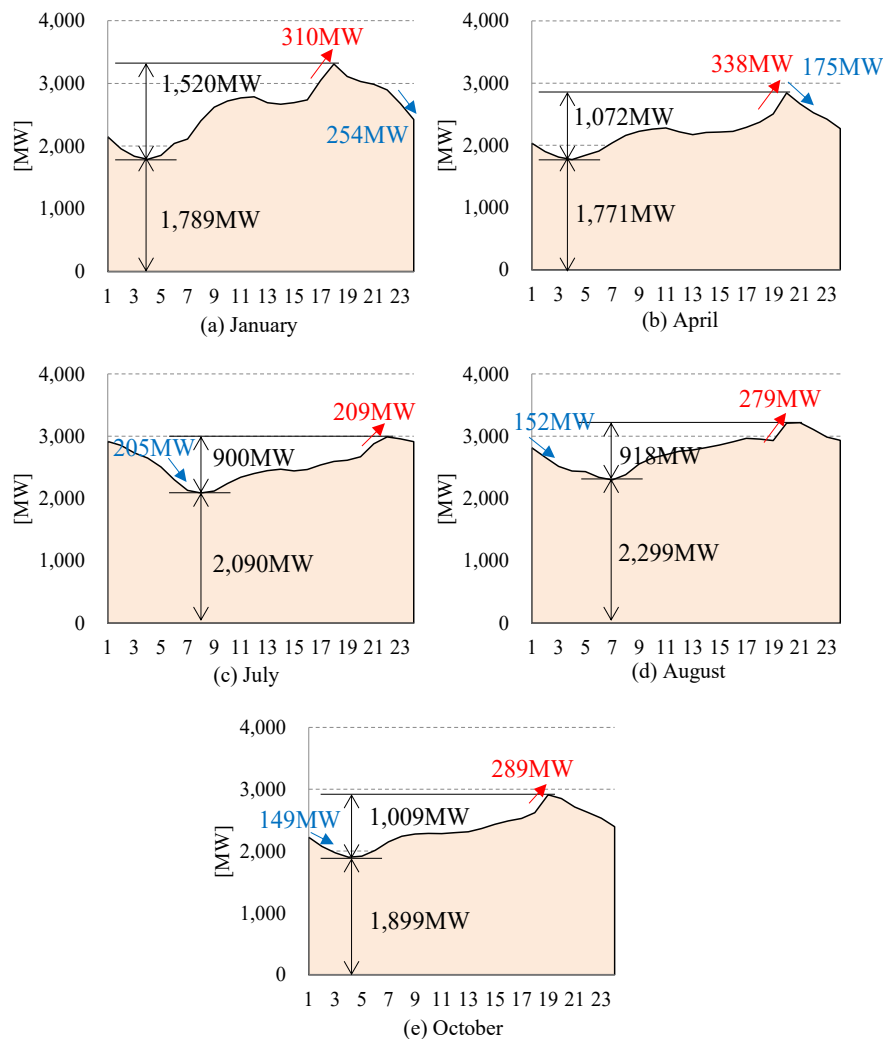 4,000
310MW
3,000
1,520MW
[MW]
2,000
254MW
1,789MW
1,000
0
1 3 5 7 9 11 13 15 17 19 21 23
(a) January
4,000
338MW
175MW
3,000
1,072MW
[MW]
2,000
1,771MW
1,000
0
1 3 5 7 9 11 13 15 17 19 21 23
(b) April
4,000
209MW
3,000
205MW
900MW
[MW]
2,000
2,090MW
1,000
0
1 3 5 7 9 11 13 15 17 19 21 23
(c) July
4,000
279MW
152MW
3,000
918MW
[MW]
2,000
2,299MW
1,000
0
1 3 5 7 9 11 13 15 17 19 21 23
(d) August
4,000
289MW
3,000
149MW
1,009MW
[MW]
2,000
1,899MW
1,000
0
1 3 5 7 9 11 13 15 17 19 21 23
(e) October